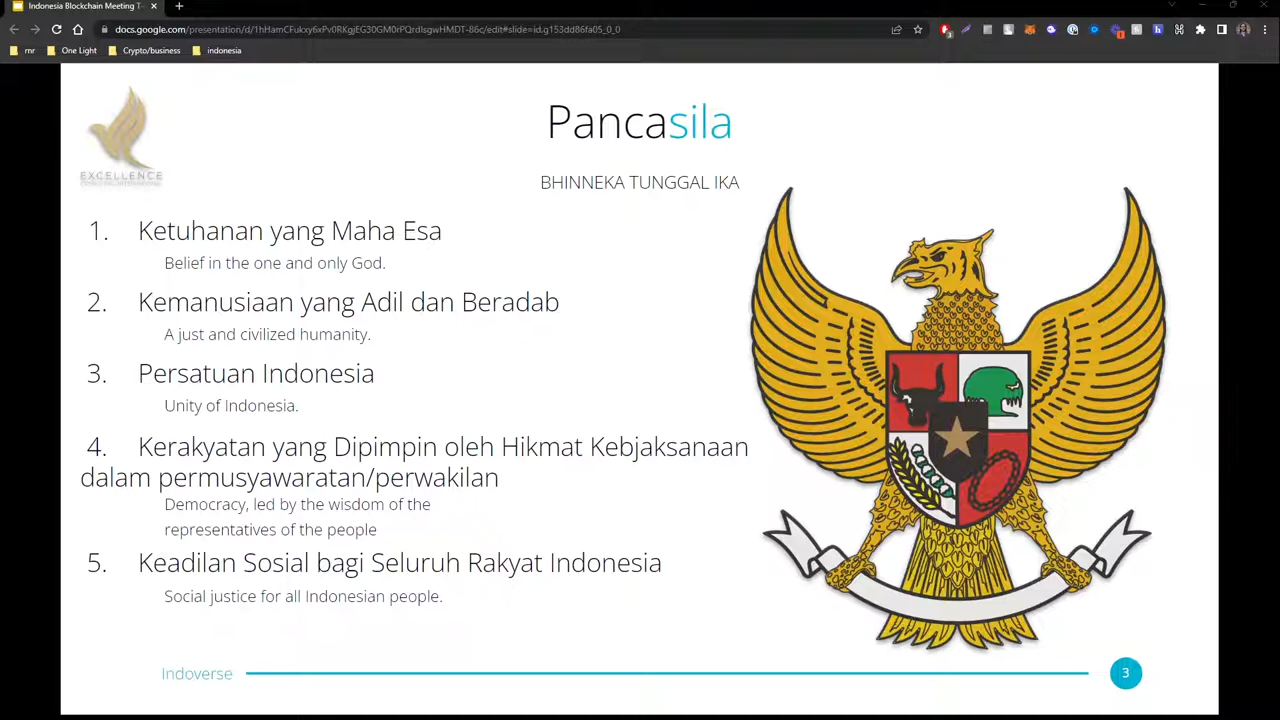 Indonesia Blockchain Meeting T
docs.google.com/presentation/d/1hHamCFukxy6xPv0RKgjEG30GM0rPQrdIsgwHMDT-86c/edit#slide=id.g153dd86fa05_0_0
mr One Light Crypto/business indonesia
EXCELLENCE
Pancasila
BHINNEKA TUNGGAL IKA
1. Ketuhanan yang Maha Esa
Belief in the one and only God.
2. Kemanusiaan yang Adil dan Beradab
A just and civilized humanity.
3. Persatuan Indonesia
Unity of Indonesia.
4. Kerakyatan yang Dipimpin oleh Hikmat Kebjaksanaan
dalam permusyawaratan/perwakilan
Democracy, led by the wisdom of the
representatives of the people
5. Keadilan Sosial bagi Seluruh Rakyat Indonesia
Social justice for all Indonesian people.
Indoverse
3